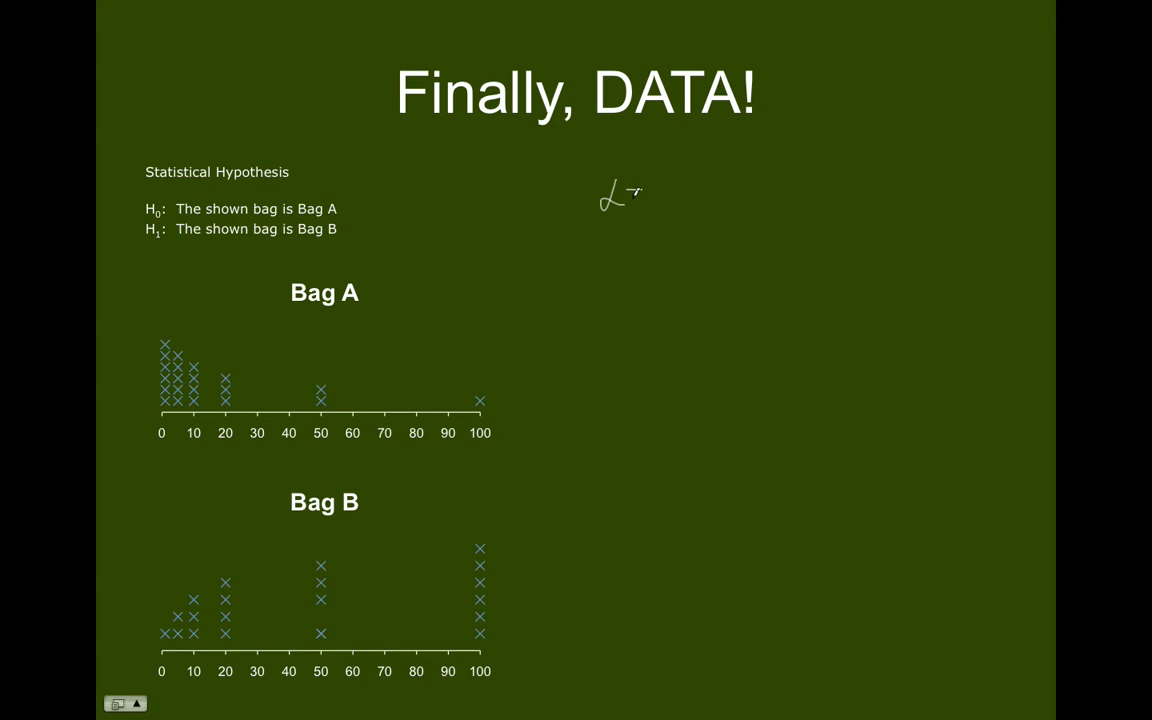 Finally, DATA!
Statistical Hypothesis
H₀: The shown bag is Bag A
H₁: The shown bag is Bag B
Bag A
0 10 20 30 40 50 60 70 80 90 100
Bag B
0 10 20 30 40 50 60 70 80 90 100